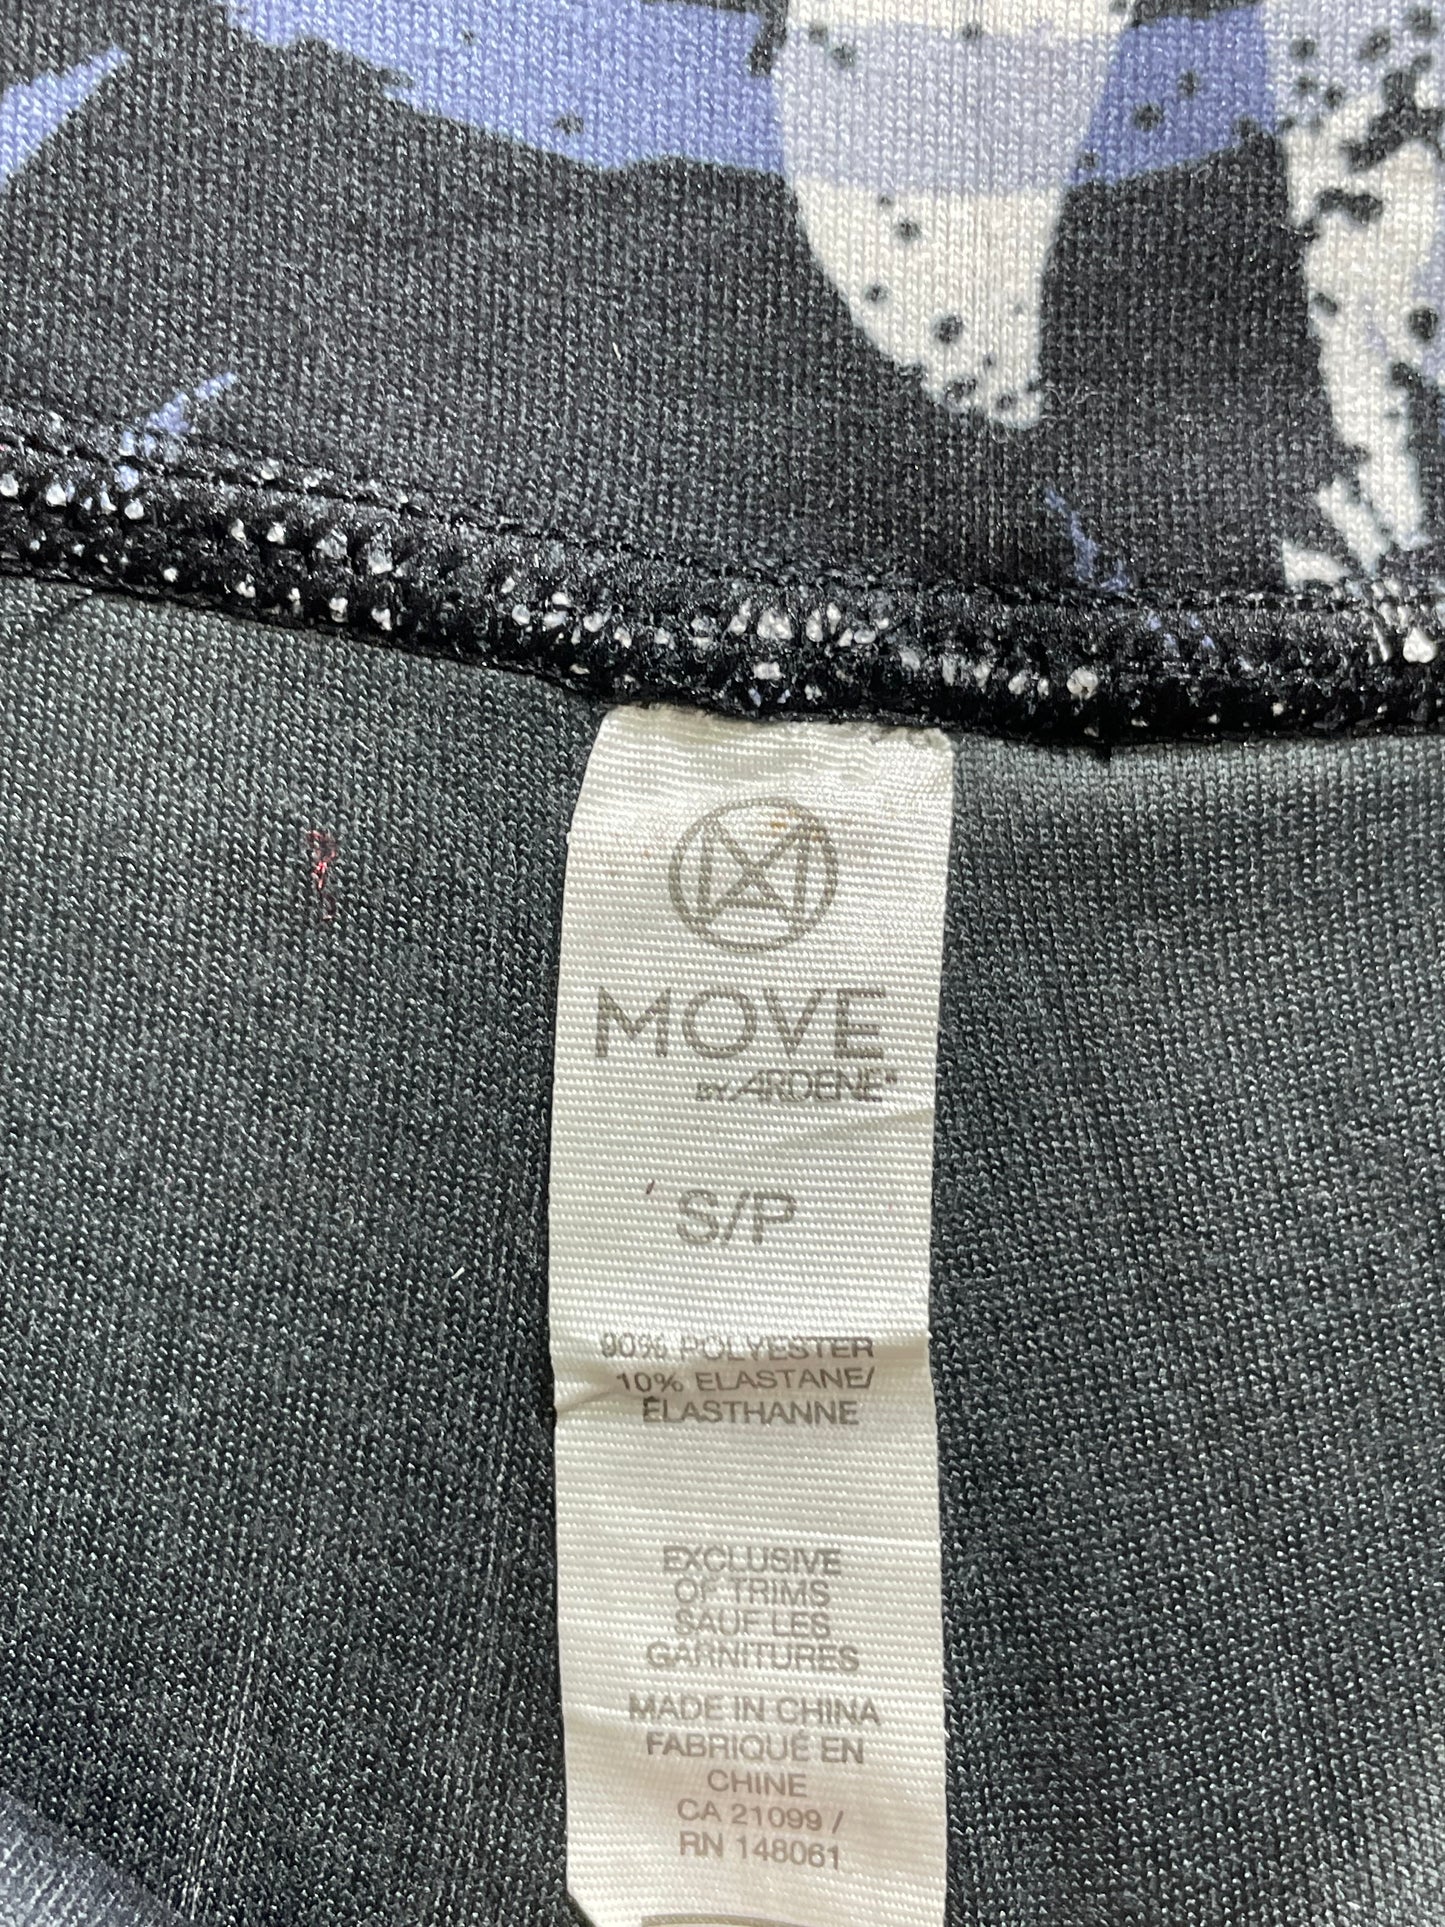 MOVE
BY ARDENE
S/P
90% POLYESTER
10% ELASTANE/
ÉLASTHANNE
EXCLUSIVE
OF TRIMS
SAUF LES
GARNITURES
MADE IN CHINA
FABRIQUÉ EN
CHINE
CA 21099 /
RN 148061